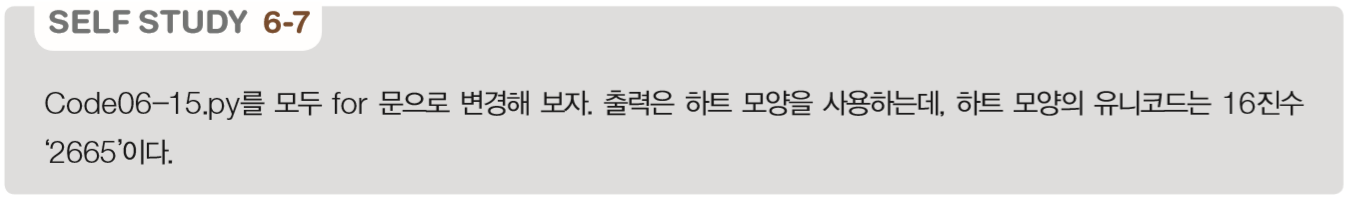 SELF STUDY 6-7
Code06-15.py를 모두 for 문으로 변경해 보자. 출력은 하트 모양을 사용하는데, 하트 모양의 유니코드는 16진수
‘2665’이다.